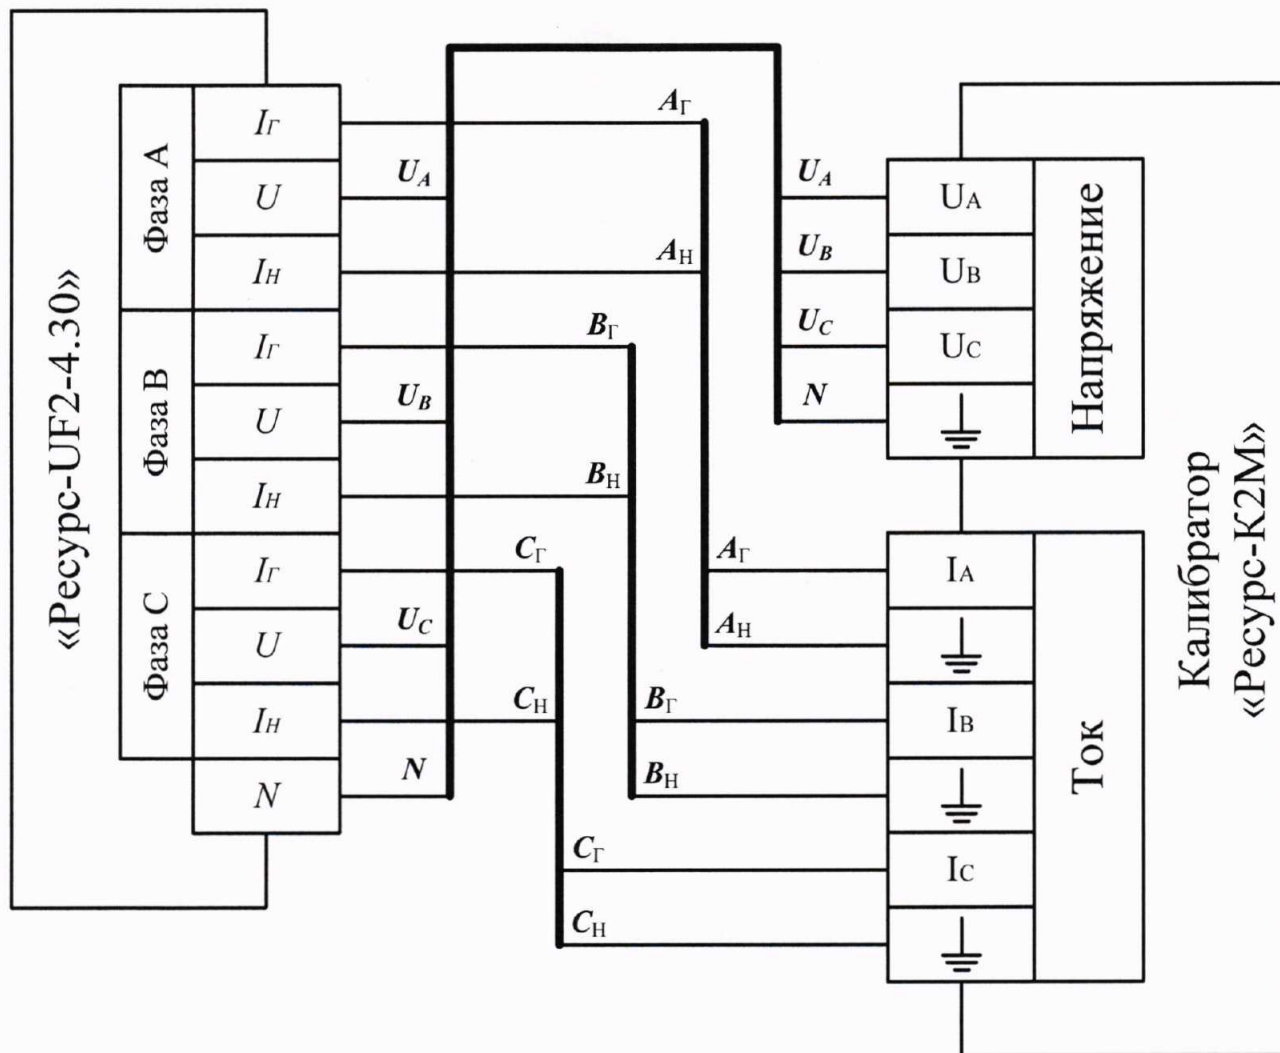 «Ресурс-UF2-4.30»
Фаза А
Фаза В
Фаза С
IГ
U
IН
IГ
U
IН
IГ
U
IН
N
UA
UB
UC
N
AГ
AН
BГ
BН
CГ
CН
AГ
AН
BГ
BН
CГ
CН
UA
UB
UC
N
UA
UB
UC
Напряжение
IA
IB
IC
Ток
Калибратор
«Ресурс-К2М»